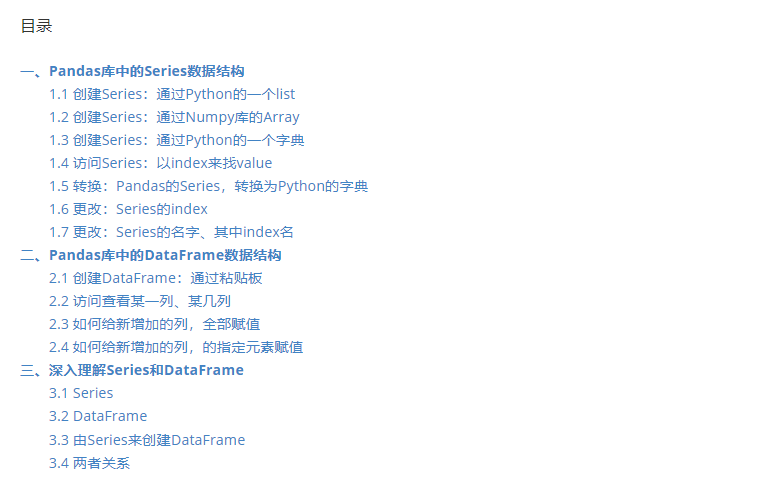 目录
一、Pandas库中的Series数据结构
1.1 创建Series：通过Python的一个list
1.2 创建Series：通过Numpy库的Array
1.3 创建Series：通过Python的一个字典
1.4 访问Series：以index来找value
1.5 转换：Pandas的Series，转换为Python的字典
1.6 更改：Series的index
1.7 更改：Series的名字、其中index名
二、Pandas库中的DataFrame数据结构
2.1 创建DataFrame：通过粘贴板
2.2 访问查看某一列、某几列
2.3 如何给新增加的列，全部赋值
2.4 如何给新增加的列，的指定元素赋值
三、深入理解Series和DataFrame
3.1 Series
3.2 DataFrame
3.3 由Series来创建DataFrame
3.4 两者关系